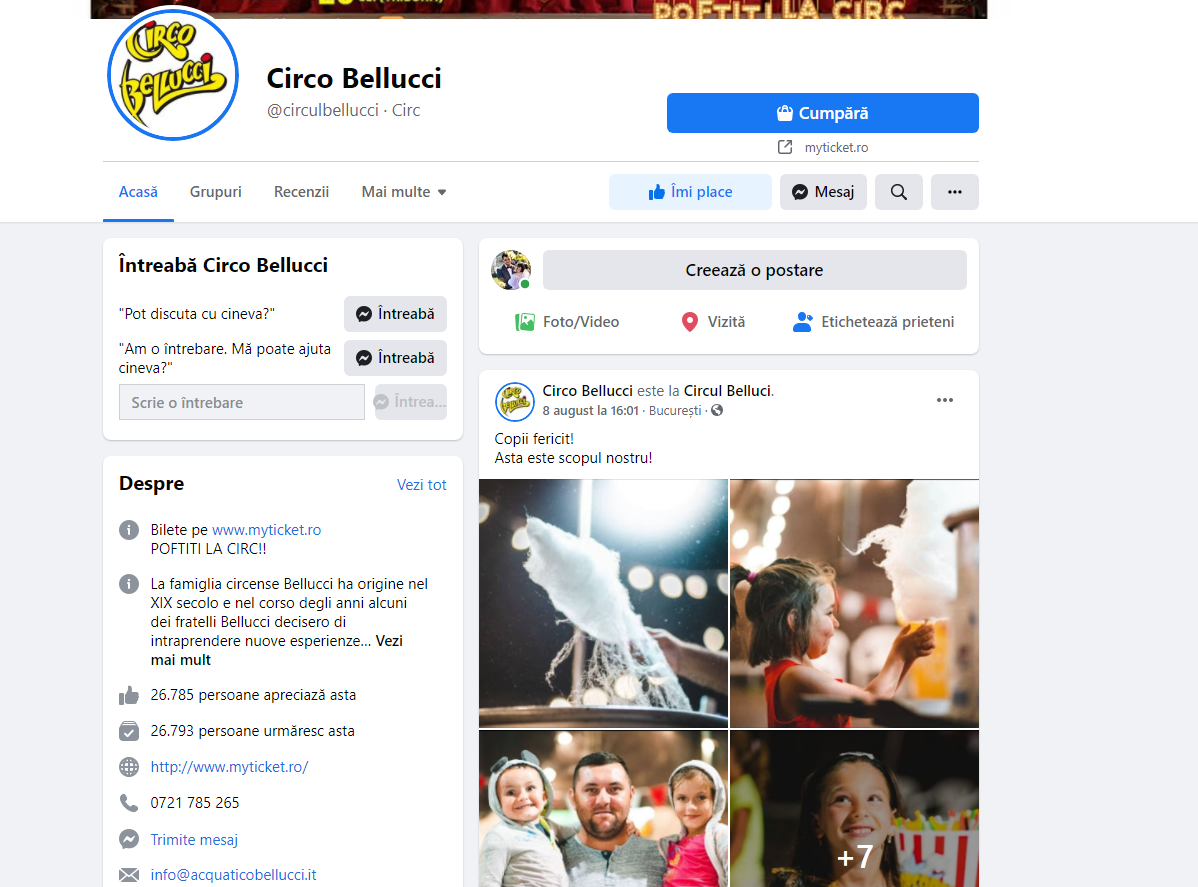 POFTITI LA CIRC
CIRCO
BELLUCCI
Circo Bellucci
@circulbellucci · Circ
Cumpără
myticket.ro
Acasă
Grupuri
Recenzii
Mai multe
Îmi place
Mesaj
Întreabă Circo Bellucci
"Pot discuta cu cineva?"
Întreabă
"Am o întrebare. Mă poate ajuta
cineva?"
Întreabă
Scrie o întrebare
Întrea...
Despre
Vezi tot
Bilete pe www.myticket.ro
POFTITI LA CIRC!!
La famiglia circense Bellucci ha origine nel
XIX secolo e nel corso degli anni alcuni
dei fratelli Bellucci decisero di
intraprendere nuove esperienze... Vezi
mai mult
26.785 persoane apreciază asta
26.793 persoane urmăresc asta
http://www.myticket.ro/
0721 785 265
Trimite mesaj
info@acquaticobellucci.it
Creează o postare
Foto/Video
Vizită
Etichetează prieteni
Circo Bellucci este la Circul Belluci.
8 august la 16:01 · București ·
Copii fericit!
Asta este scopul nostru!
+7